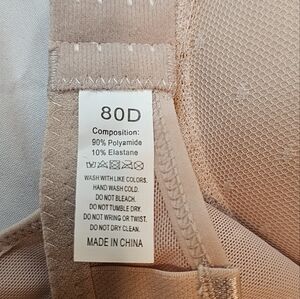 80D
Composition:
90% Polyamide
10% Elastane
WASH WITH LIKE COLORS.
HAND WASH COLD.
DO NOT BLEACH.
DO NOT TUMBLE DRY.
DO NOT WRING OR TWIST.
DO NOT DRY CLEAN.
MADE IN CHINA